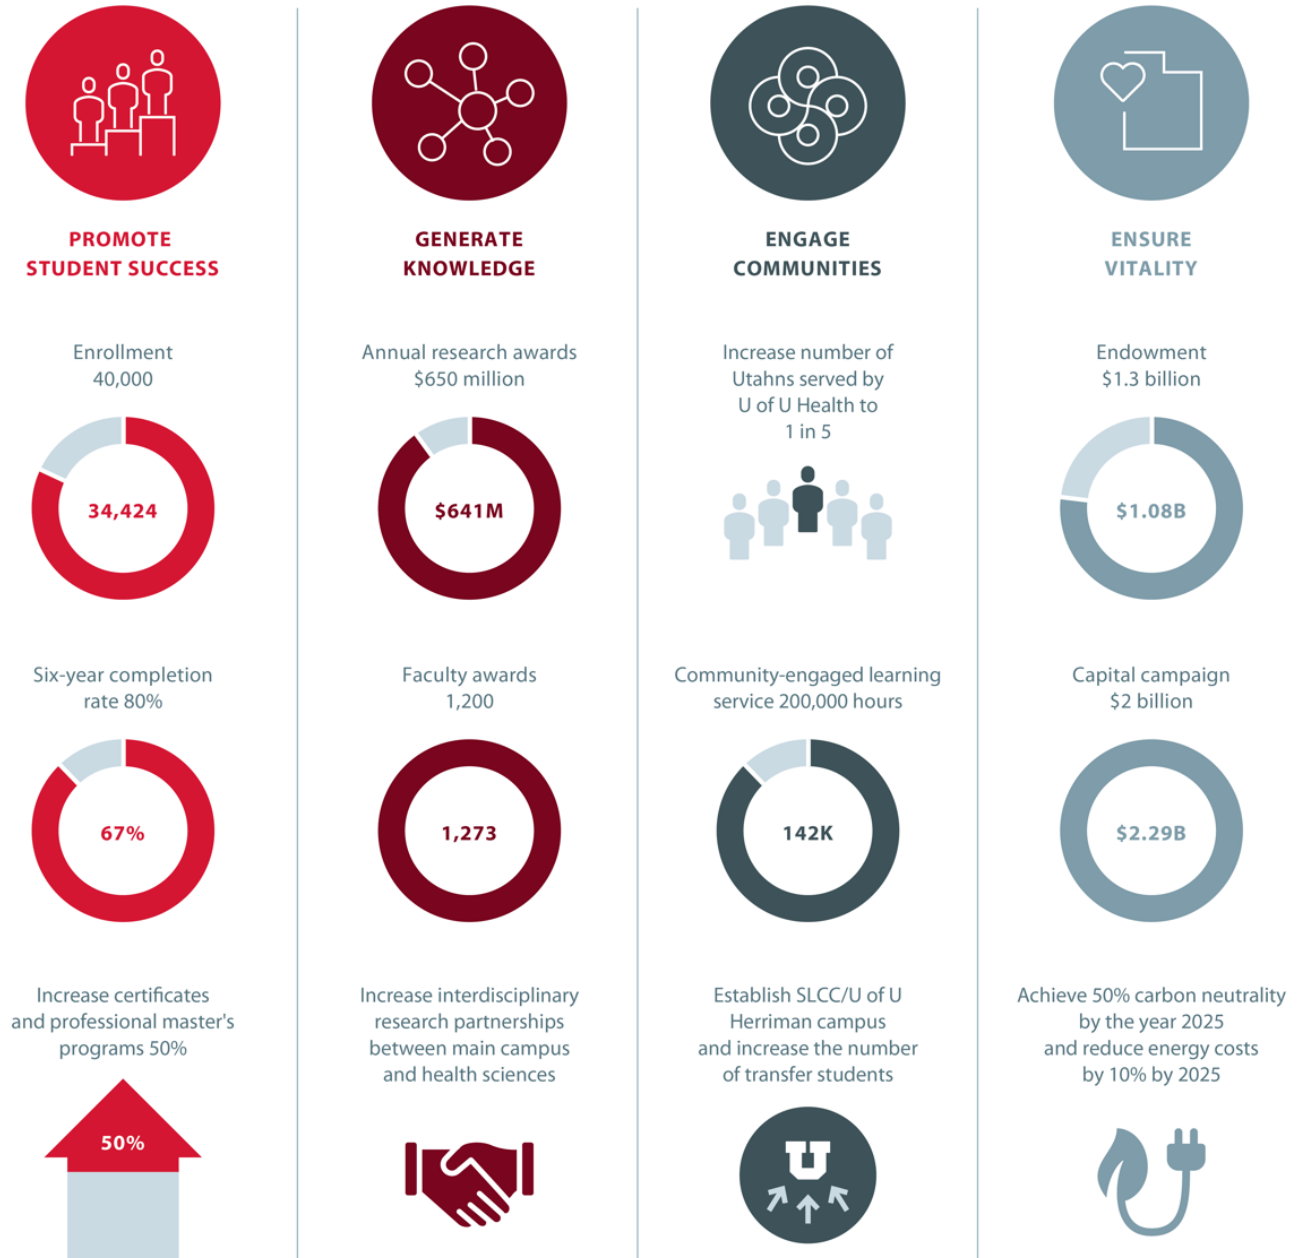 PROMOTE
STUDENT SUCCESS
Enrollment
40,000
34,424
Six-year completion
rate 80%
67%
Increase certificates
and professional master's
programs 50%
50%
GENERATE
KNOWLEDGE
Annual research awards
$650 million
$641M
Faculty awards
1,200
1,273
Increase interdisciplinary
research partnerships
between main campus
and health sciences
ENGAGE
COMMUNITIES
Increase number of
Utahns served by
U of U Health to
1 in 5
Community-engaged learning
service 200,000 hours
142K
Establish SLCC/U of U
Herriman campus
and increase the number
of transfer students
U
ENSURE
VITALITY
Endowment
$1.3 billion
$1.08B
Capital campaign
$2 billion
$2.29B
Achieve 50% carbon neutrality
by the year 2025
and reduce energy costs
by 10% by 2025